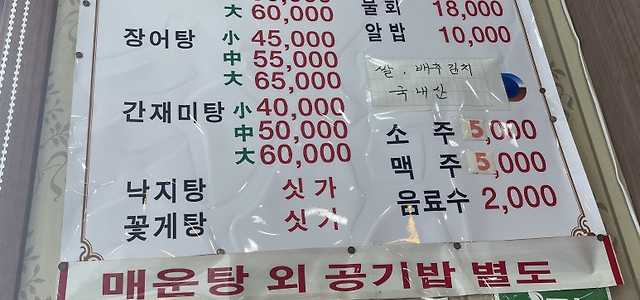 大 60,000
장어탕 小 45,000
中 55,000
大 65,000
간재미탕 小 40,000
中 50,000
大 60,000
낙지탕 싯가
꽃게탕 싯가
물회 18,000
알밥 10,000
쌀, 배추김치
국내산
소주 5,000
맥주 5,000
음료수 2,000
매운탕 외 공기밥 별도